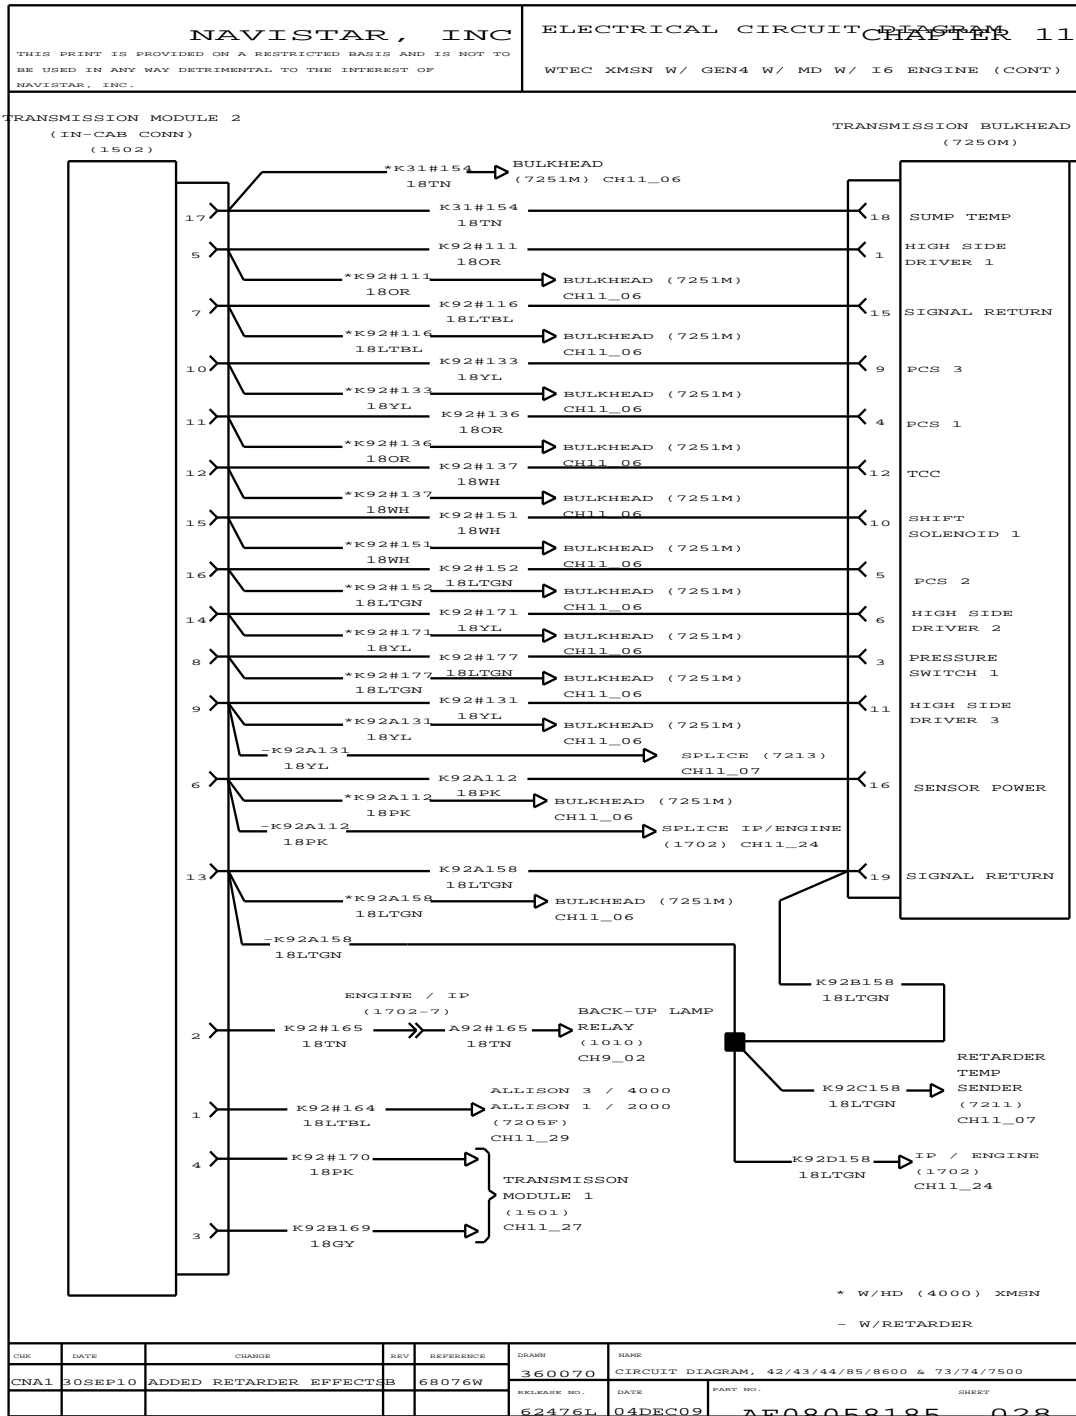 NAVISTAR, INC
THIS PRINT IS PROVIDED ON A RESTRICTED BASIS AND IS NOT TO
BE USED IN ANY WAY DETRIMENTAL TO THE INTEREST OF
NAVISTAR, INC.
ELECTRICAL CIRCUIT DIAGRAM
CHAPTER 11
WTEC XMSN W/ GEN4 W/ MD W/ I6 ENGINE (CONT)
TRANSMISSION MODULE 2
(IN-CAB CONN)
(1502)
TRANSMISSION BULKHEAD
(7250M)
*K31#154
18TN
BULKHEAD
(7251M) CH11_06
17
K31#154
18TN
18
SUMP TEMP
5
K92#111
18OR
1
HIGH SIDE
DRIVER 1
*K92#111
18OR
BULKHEAD (7251M)
CH11_06
7
K92#116
18LTBL
15
SIGNAL RETURN
*K92#116
18LTBL
BULKHEAD (7251M)
CH11_06
10
K92#133
18YL
9
PCS 3
*K92#133
18YL
BULKHEAD (7251M)
CH11_06
11
K92#136
18OR
4
PCS 1
*K92#136
18OR
BULKHEAD (7251M)
CH11_06
12
K92#137
18WH
12
TCC
*K92#137
18WH
BULKHEAD (7251M)
CH11_06
15
K92#151
18WH
10
SHIFT
SOLENOID 1
*K92#151
18WH
BULKHEAD (7251M)
CH11_06
16
K92#152
18LTGN
5
PCS 2
*K92#152
18LTGN
BULKHEAD (7251M)
CH11_06
14
K92#171
18YL
6
HIGH SIDE
DRIVER 2
*K92#171
18YL
BULKHEAD (7251M)
CH11_06
8
K92#177
18LTGN
3
PRESSURE
SWITCH 1
*K92#177
18LTGN
BULKHEAD (7251M)
CH11_06
9
K92#131
18YL
11
HIGH SIDE
DRIVER 3
*K92A131
18YL
BULKHEAD (7251M)
CH11_06
-K92A131
18YL
SPLICE (7213)
CH11_07
6
K92A112
18PK
16
SENSOR POWER
*K92A112
18PK
BULKHEAD (7251M)
CH11_06
-K92A112
18PK
SPLICE IP/ENGINE
(1702) CH11_24
13
K92A158
18LTGN
19
SIGNAL RETURN
*K92A158
18LTGN
BULKHEAD (7251M)
CH11_06
-K92A158
18LTGN
K92B158
18LTGN
ENGINE / IP
(1702-7)
2
K92#165
18TN
A92#165
18TN
BACK-UP LAMP
RELAY
(1010)
CH9_02
K92C158
18LTGN
RETARDER
TEMP
SENDER
(7211)
CH11_07
1
K92#164
18LTBL
ALLISON 3 / 4000
ALLISON 1 / 2000
(7205F)
CH11_29
K92D158
18LTGN
IP / ENGINE
(1702)
CH11_24
4
K92#170
18PK
TRANSMISSON
MODULE 1
(1501)
CH11_27
3
K92B169
18GY
* W/HD (4000) XMSN
- W/RETARDER
CHK DATE CHANGE REV REFERENCE
CNA1 30SEP10 ADDED RETARDER EFFECTS B 68076W
DRAWN
360070
NAME
CIRCUIT DIAGRAM, 42/43/44/85/8600 & 73/74/7500
RELEASE NO.
62476L
DATE
04DEC09
PART NO.
AF08058185
SHEET
028